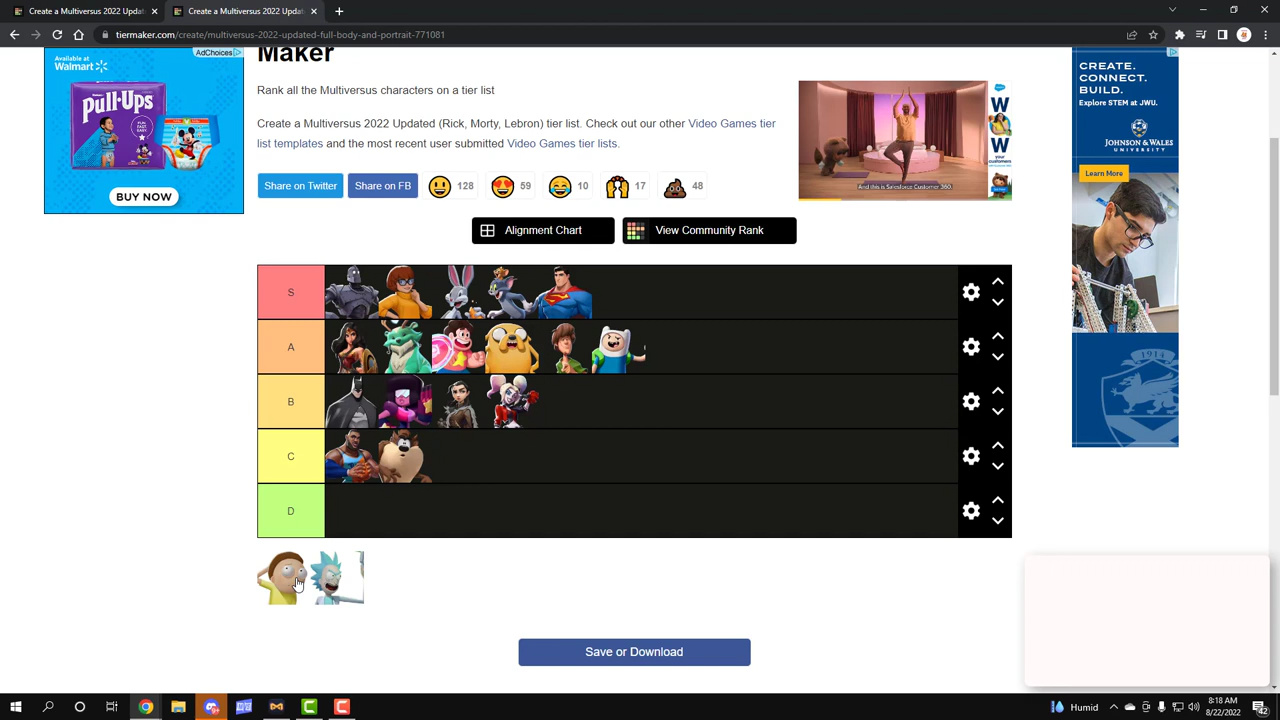 Create a Multiversus 2022 Updat
Create a Multiversus 2022 Updat
tiermaker.com/create/multiversus-2022-updated-full-body-and-portrait-771081
Maker
Rank all the Multiversus characters on a tier list
Create a Multiversus 2022 Updated (Rick, Morty, Lebron) tier list. Check out our other Video Games tier
list templates and the most recent user submitted Video Games tier lists.
Share on Twitter
Share on FB
128
59
10
17
48
Alignment Chart
View Community Rank
S
A
B
C
D
Save or Download
AdChoices
Available at
Walmart
Pull-Ups
BUY NOW
And this is Salesforce Customer 360.
W
W
CREATE.
CONNECT.
BUILD.
Explore STEM at JWU.
JOHNSON & WALES
UNIVERSITY
Learn More
1914
Humid
8:18 AM
8/22/2022
42